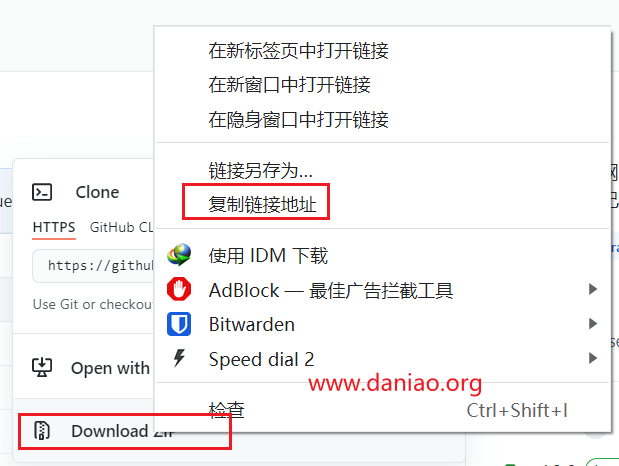 在新标签页中打开链接
在新窗口中打开链接
在隐身窗口中打开链接
链接另存为...
复制链接地址
使用 IDM 下载
AdBlock — 最佳广告拦截工具
Bitwarden
Speed dial 2
www.daniao.org
检查 Ctrl+Shift+I
Clone
HTTPS GitHub CL
https://githu
Use Git or checkou
Open with
Download ZIP